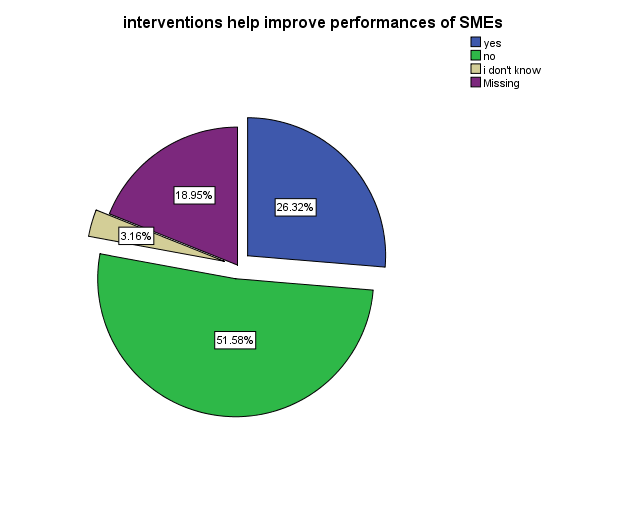 interventions help improve performances of SMEs
yes
no
i don't know
Missing
18.95%
26.32%
3.16%
51.58%